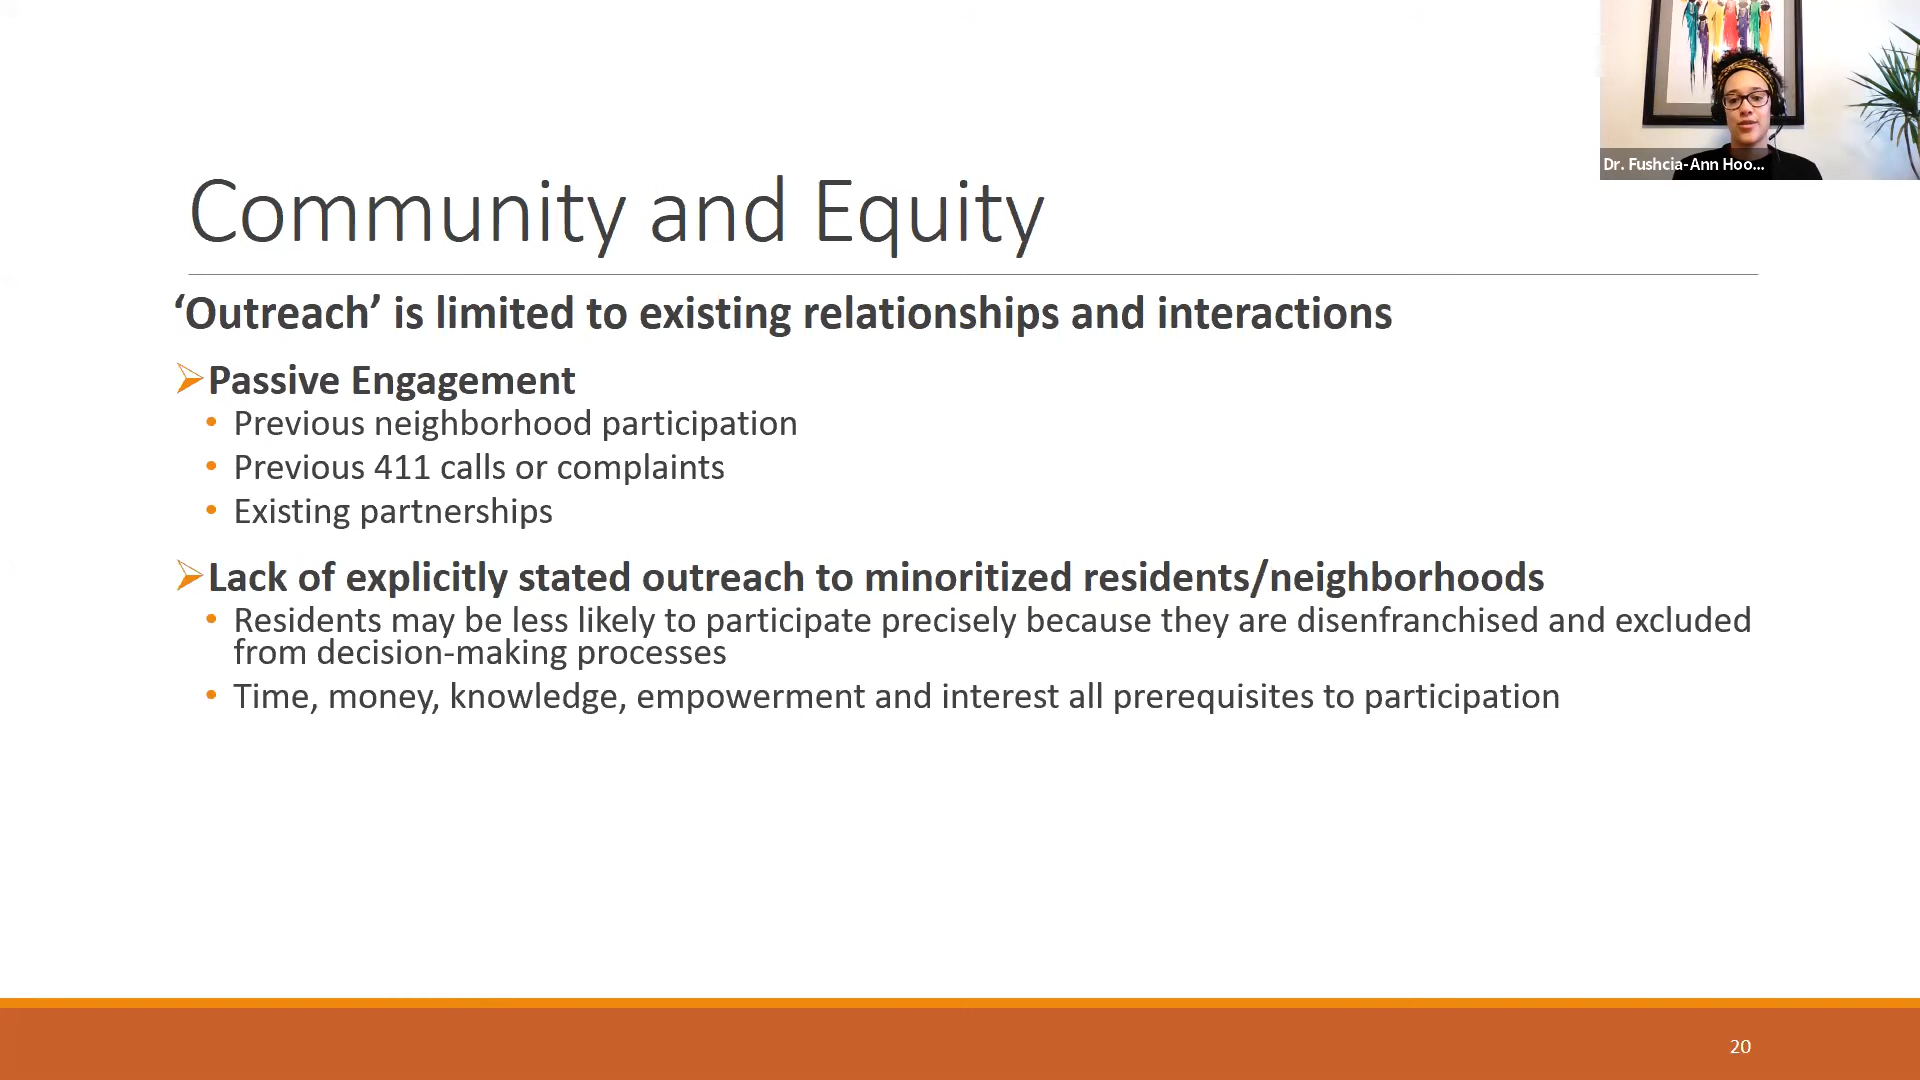 Dr. Fushcia-Ann Hoo...
Community and Equity
‘Outreach’ is limited to existing relationships and interactions
Passive Engagement
Previous neighborhood participation
Previous 411 calls or complaints
Existing partnerships
Lack of explicitly stated outreach to minoritized residents/neighborhoods
Residents may be less likely to participate precisely because they are disenfranchised and excluded
from decision-making processes
Time, money, knowledge, empowerment and interest all prerequisites to participation
20